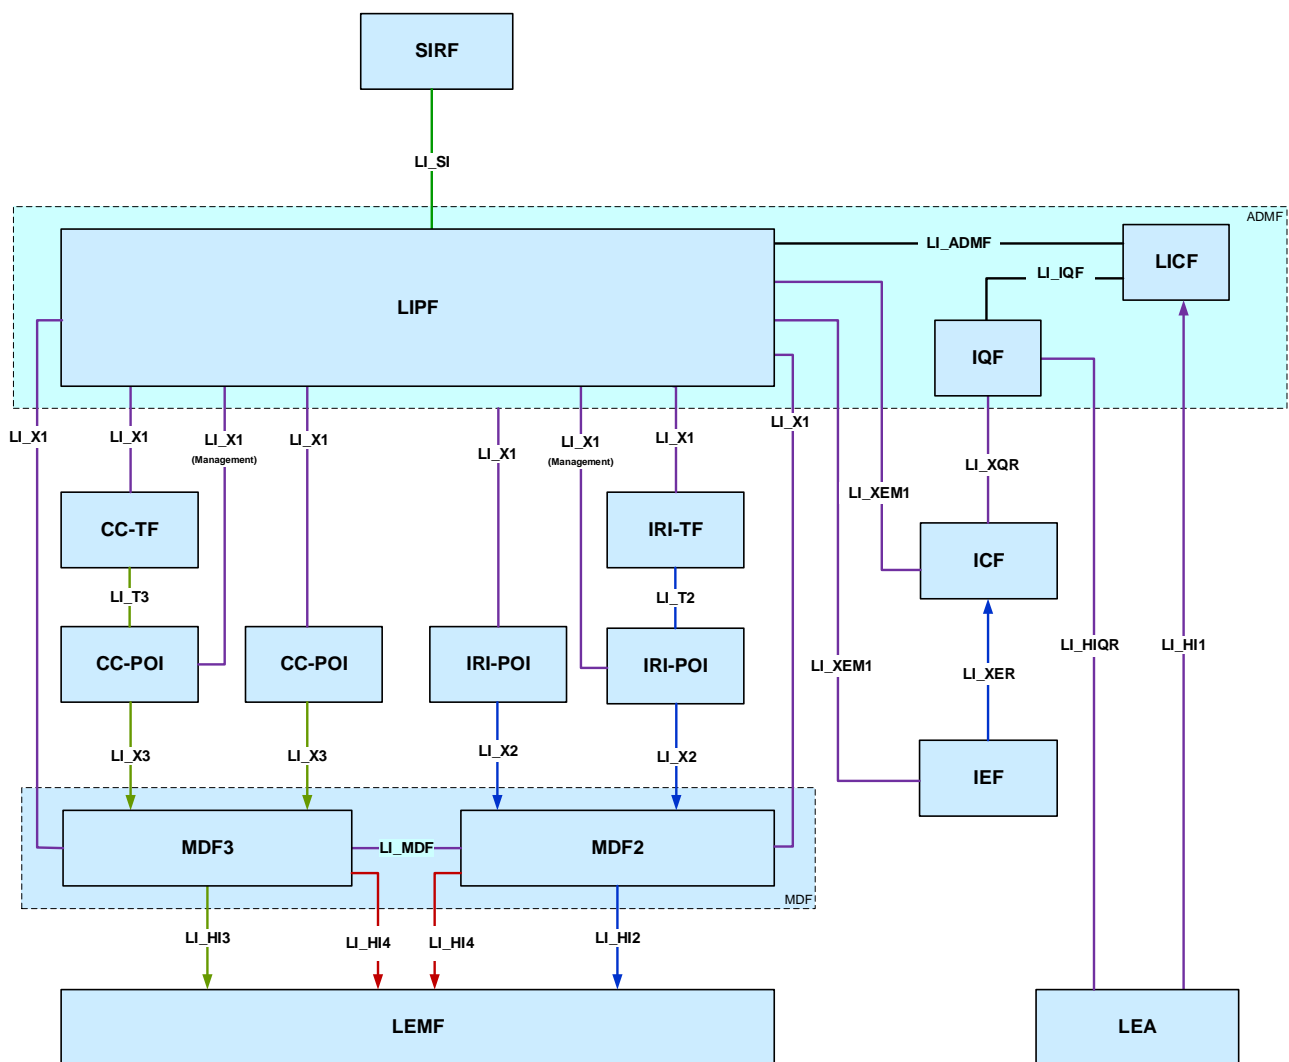 SIRF
LI_SI
ADMF
LI_ADMF
LICF
LI_IQF
LIPF
IQF
LI_X1
LI_X1
LI_X1
(Management)
LI_X1
LI_X1
LI_X1
(Management)
LI_X1
LI_X1
LI_XQR
LI_XEM1
CC-TF
IRI-TF
ICF
LI_T3
LI_T2
CC-POI
CC-POI
IRI-POI
IRI-POI
LI_XEM1
LI_XER
LI_HIQR
LI_HI1
LI_X3
LI_X3
LI_X2
LI_X2
IEF
MDF3
LI_MDF
MDF2
MDF
LI_HI3
LI_HI4
LI_HI4
LI_HI2
LEMF
LEA